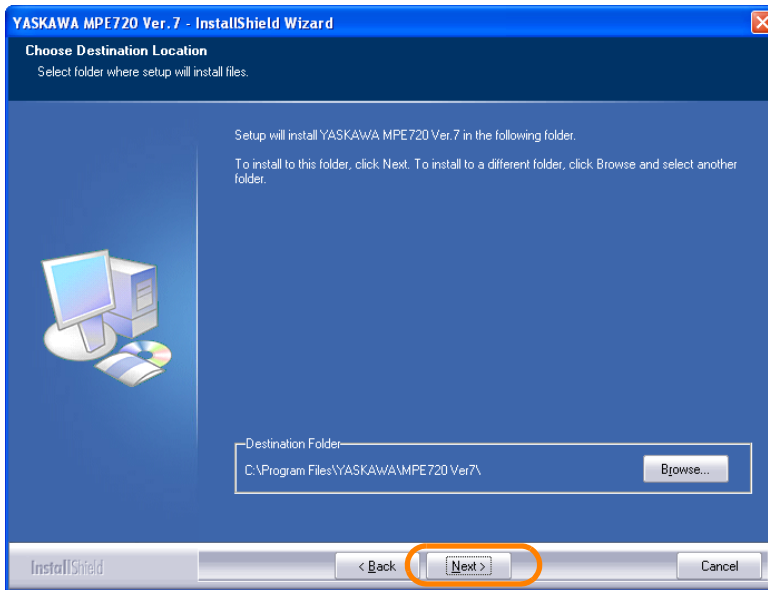 YASKAWA MPE720 Ver.7 - InstallShield Wizard
Choose Destination Location
Select folder where setup will install files.
Setup will install YASKAWA MPE720 Ver.7 in the following folder.
To install to this folder, click Next. To install to a different folder, click Browse and select another
folder.
Destination Folder
C:\Program Files\YASKAWA\MPE720 Ver7\
Browse...
InstallShield
< Back
Next >
Cancel